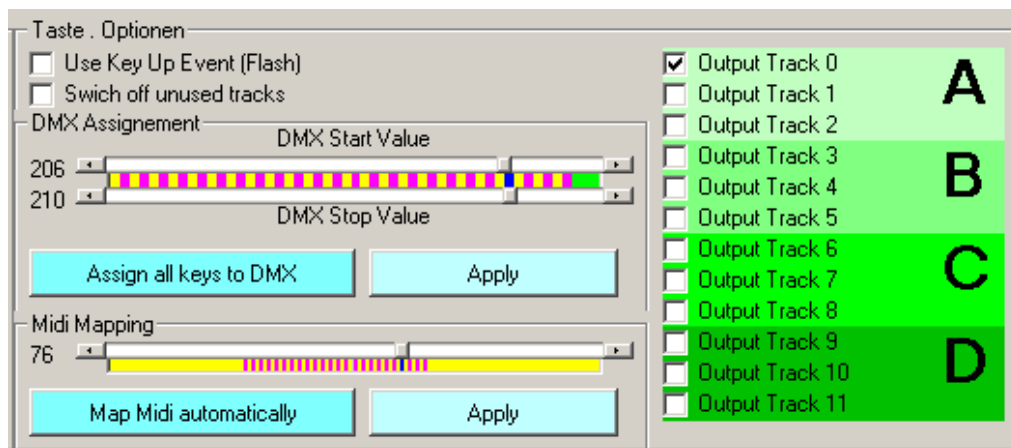 Taste . Optionen
Use Key Up Event (Flash)
Swich off unused tracks
DMX Assignement
DMX Start Value
206
210
DMX Stop Value
Assign all keys to DMX
Apply
Midi Mapping
76
Map Midi automatically
Apply
Output Track 0
Output Track 1
Output Track 2
A
Output Track 3
Output Track 4
Output Track 5
B
Output Track 6
Output Track 7
Output Track 8
C
Output Track 9
Output Track 10
Output Track 11
D